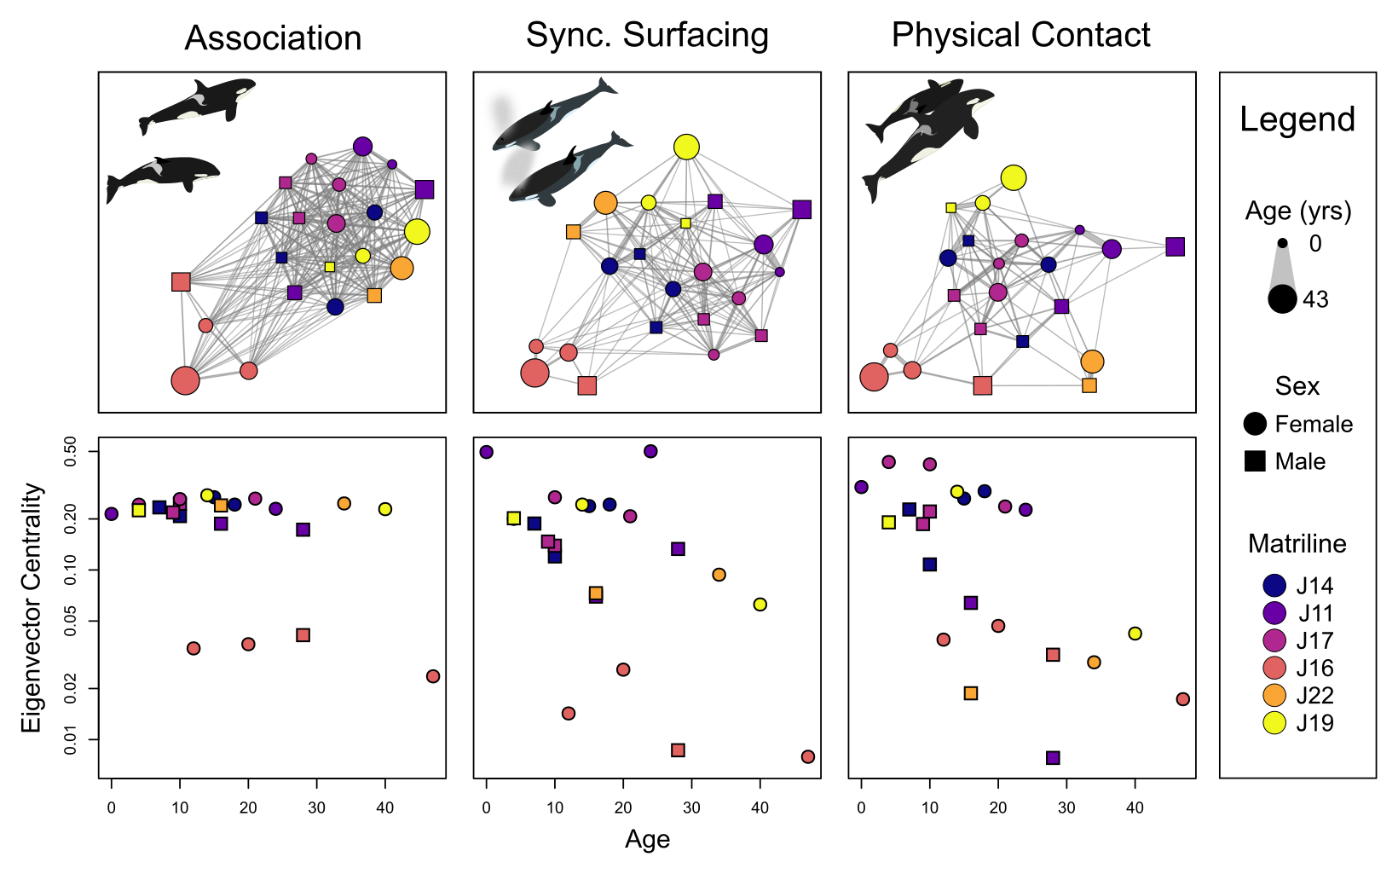 Association
Sync. Surfacing
Physical Contact
Legend
Age (yrs)
0
43
Sex
Female
Male
Matriline
J14
J11
J17
J16
J22
J19
Eigenvector Centrality
0.50
0.20
0.10
0.05
0.02
0.01
0 10 20 30 40
0 10 20 30 40
0 10 20 30 40
Age